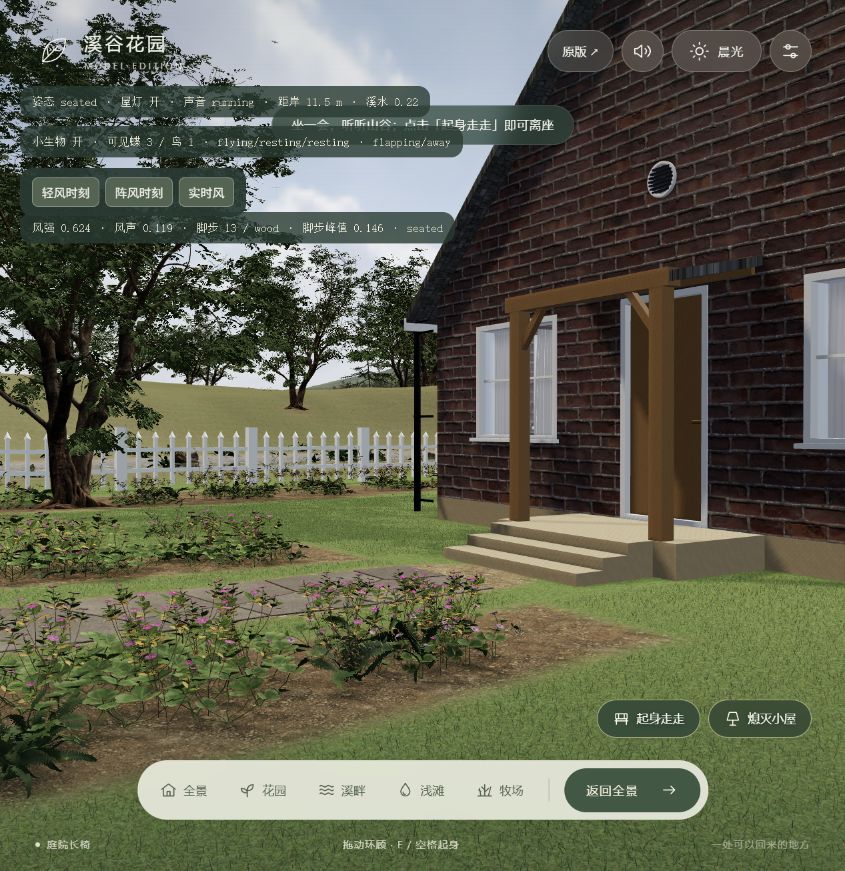 溪谷花园
MODEL EDITION
原版 ↗
晨光
姿态 seated · 屋灯 开 · 声音 running · 距岸 11.5 m · 溪水 0.22
坐一会，听听山谷；点击「起身走走」即可离座
小生物 开 · 可见蝶 3 / 鸟 1 · flying/resting/resting · flapping/away
轻风时刻 阵风时刻 实时风
风强 0.624 · 风声 0.119 · 脚步 13 / wood · 脚步峰值 0.146 · seated
起身走走 熄灭小屋
全景 花园 溪畔 浅滩 牧场 返回全景 →
庭院长椅 拖动环顾 · F / 空格起身 一处可以回来的地方